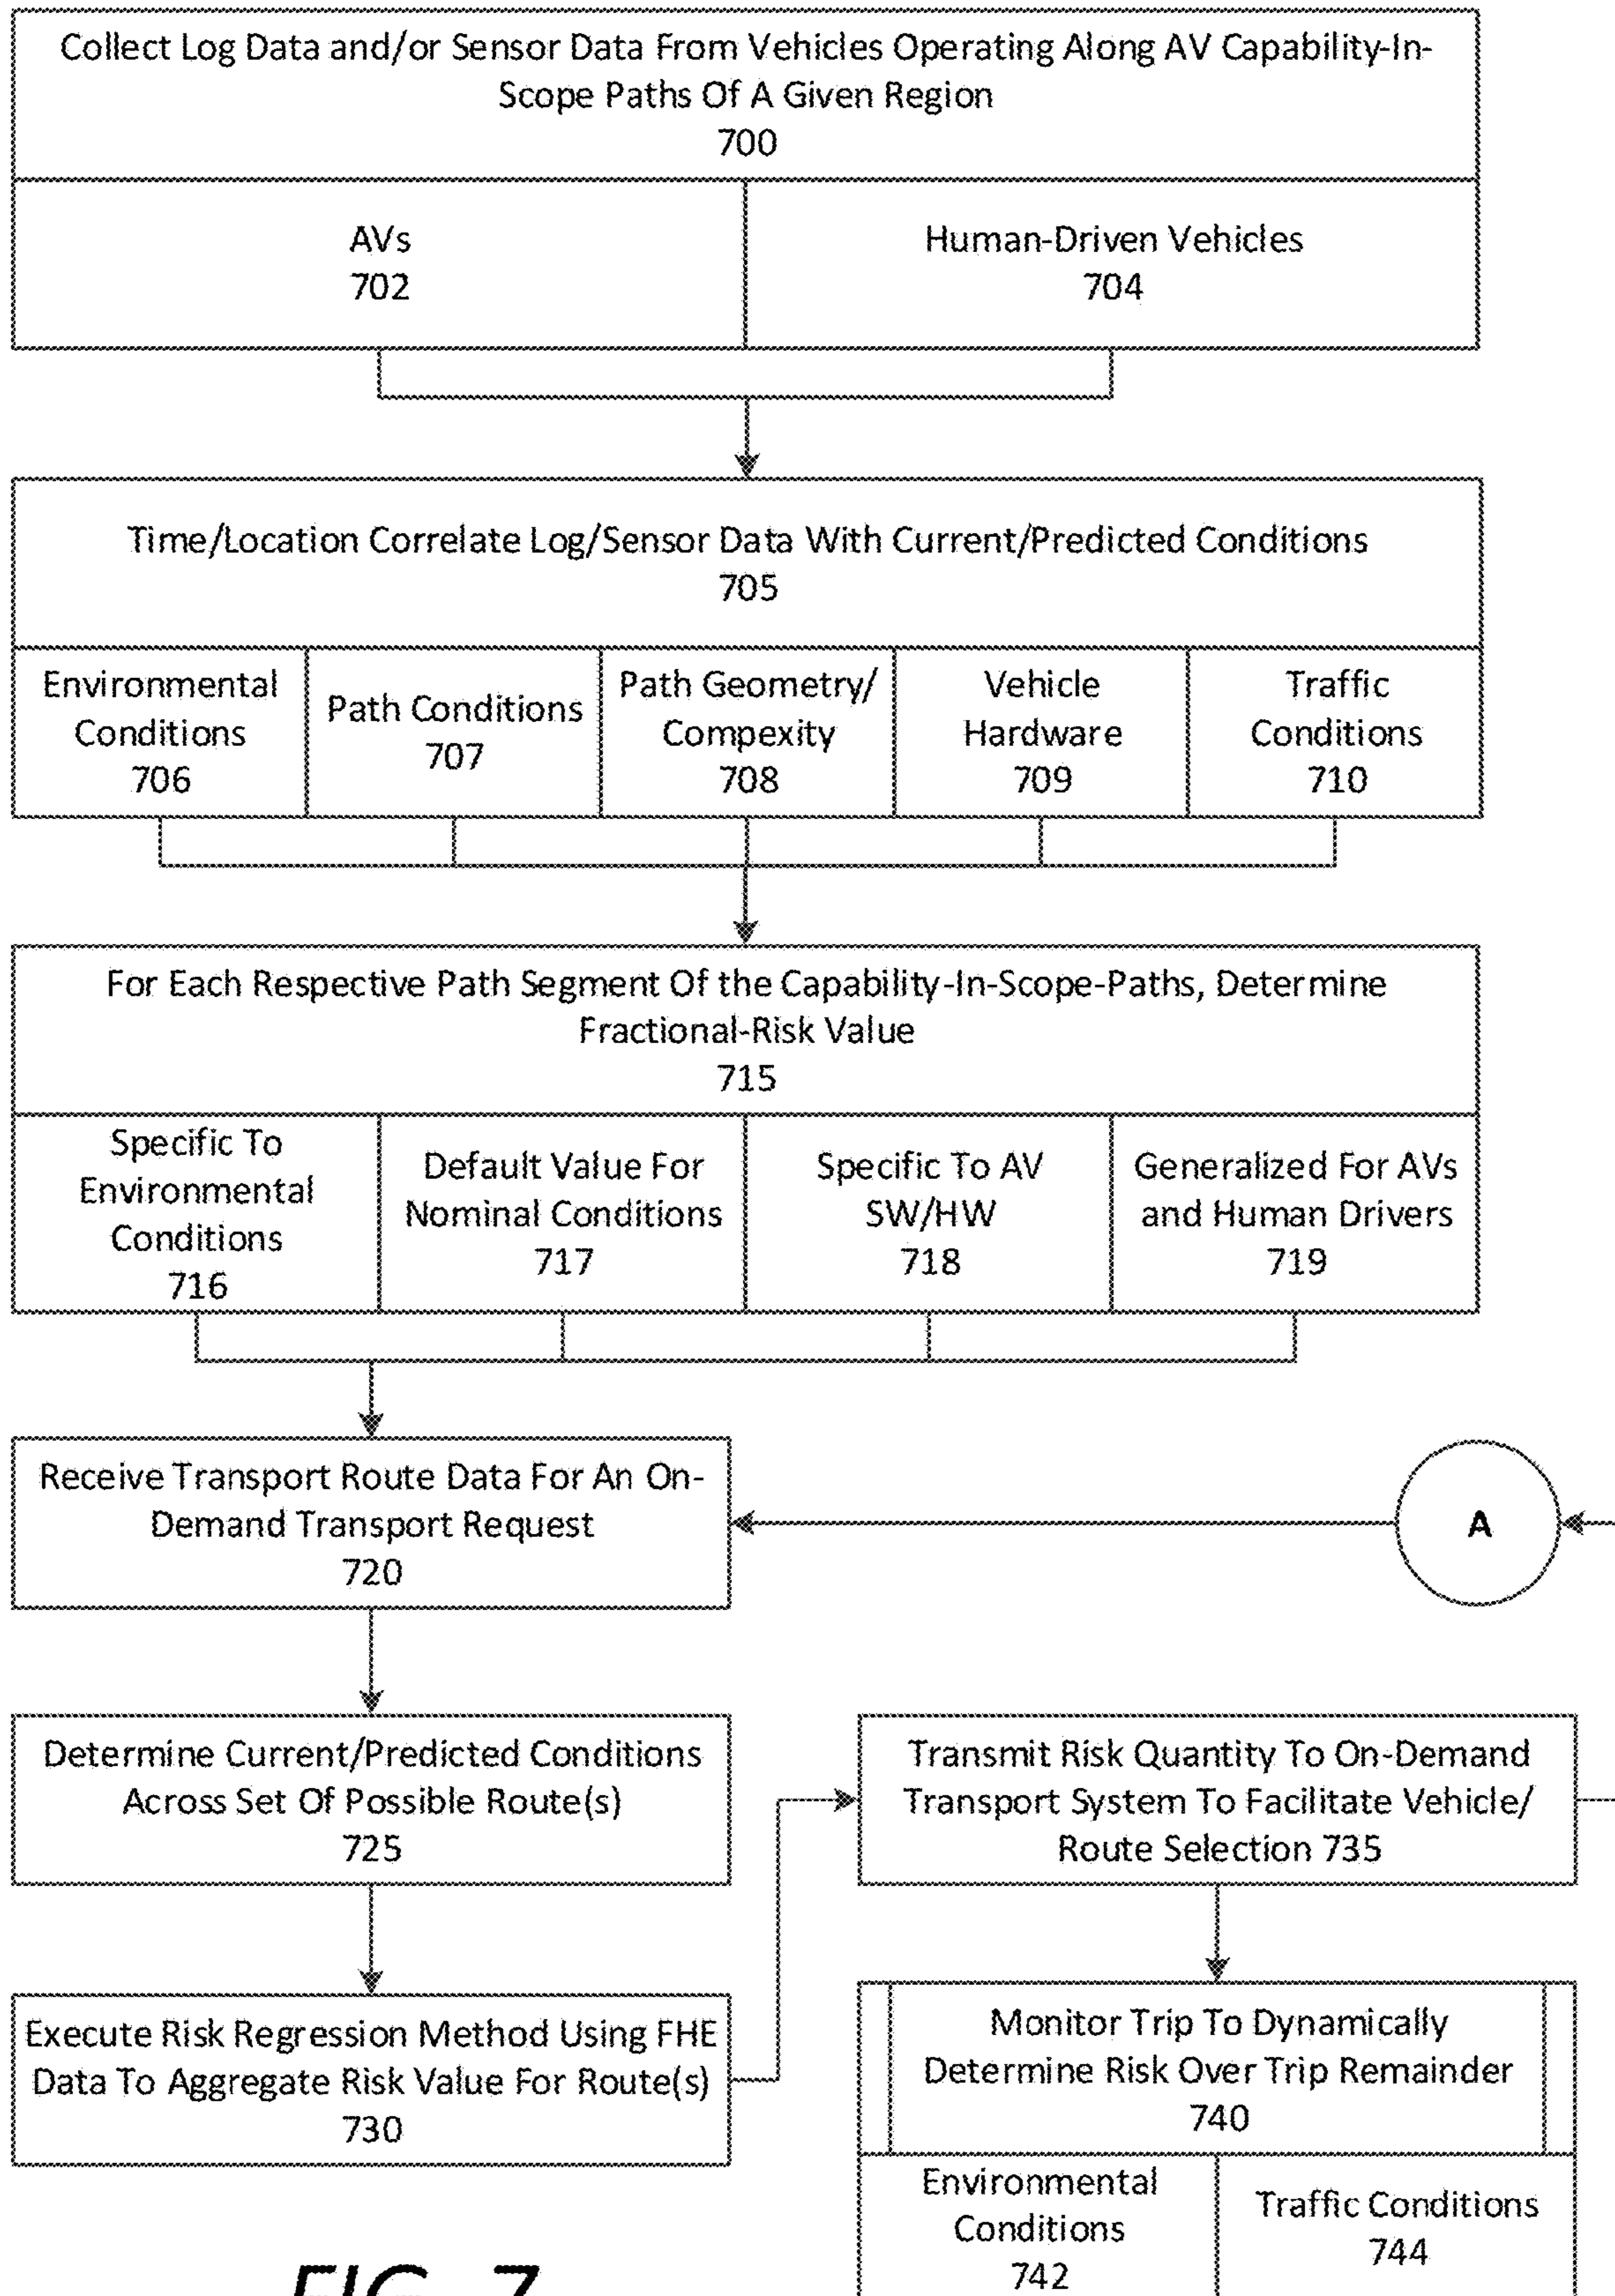 Collect Log Data and/or Sensor Data From Vehicles Operating Along AV Capability-In-
Scope Paths Of A Given Region
700
AVs
702
Human-Driven Vehicles
704
Time/Location Correlate Log/Sensor Data With Current/Predicted Conditions
705
Environmental
Conditions
706
Path Conditions
707
Path Geometry/
Compexity
708
Vehicle
Hardware
709
Traffic
Conditions
710
For Each Respective Path Segment Of the Capability-In-Scope-Paths, Determine
Fractional-Risk Value
715
Specific To
Environmental
Conditions
716
Default Value For
Nominal Conditions
717
Specific To AV
SW/HW
718
Generalized For AVs
and Human Drivers
719
Receive Transport Route Data For An On-
Demand Transport Request
720
A
Determine Current/Predicted Conditions
Across Set Of Possible Route(s)
725
Execute Risk Regression Method Using FHE
Data To Aggregate Risk Value For Route(s)
730
Transmit Risk Quantity To On-Demand
Transport System To Facilitate Vehicle/
Route Selection 735
Monitor Trip To Dynamically
Determine Risk Over Trip Remainder
740
Environmental
Conditions
742
Traffic Conditions
744
FIG. 7